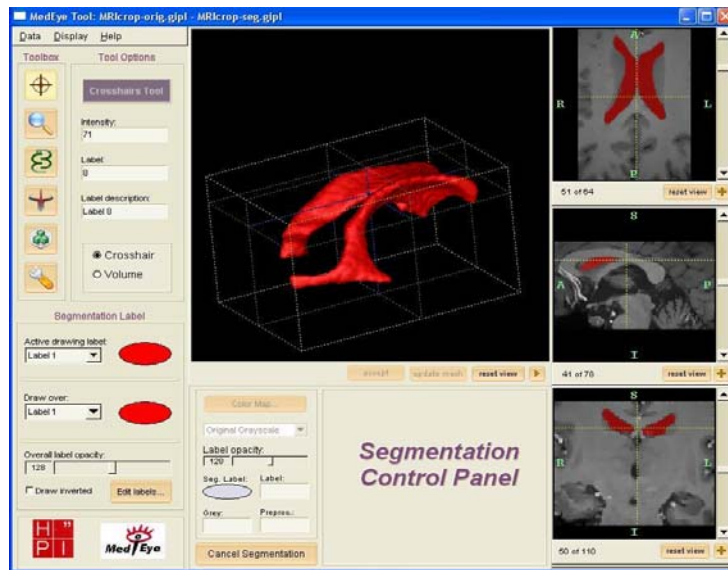 MedEye Tool: MRIcrop-orig.gipl - MRIcrop-seg.gipl
Data Display Help
Toolbox
Tool Options
Crosshairs Tool
Intensity:
71
Label:
0
Label description:
Label 0
Crosshair
Volume
Segmentation Label
Active drawing label:
Label 1
Draw over:
Label 1
Overall label opacity:
128
Draw inverted
Edit labels...
HPI
MedEye
accept
update mesh
reset view
Color Map...
Original Grayscale
Label opacity:
128
Seg. Label:
Label:
Grey:
Preproc.:
Cancel Segmentation
Segmentation
Control Panel
A
R
L
P
51 of 64
reset view
S
A
P
I
41 of 78
reset view
S
R
L
I
50 of 110
reset view